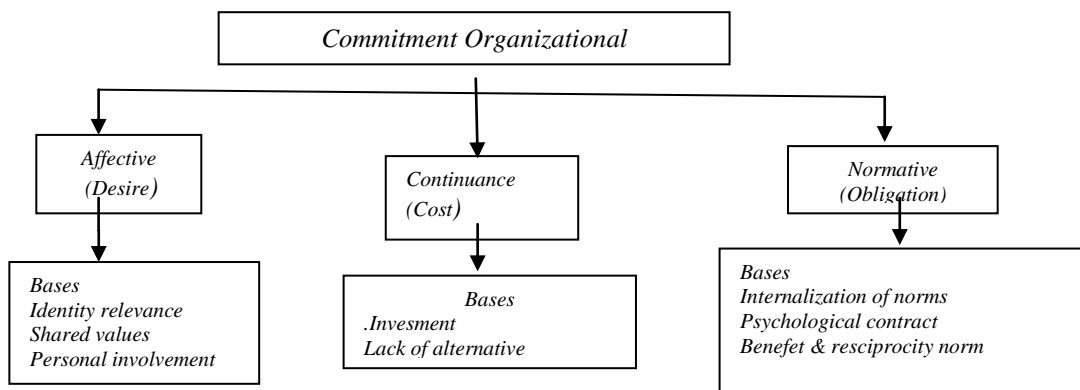 Commitment Organizational
Affective
(Desire)
Continuance
(Cost)
Normative
(Obligation)
Bases
Identity relevance
Shared values
Personal involvement
Bases
.Invesment
Lack of alternative
Bases
Internalization of norms
Psychological contract
Benefet & resciprocity norm